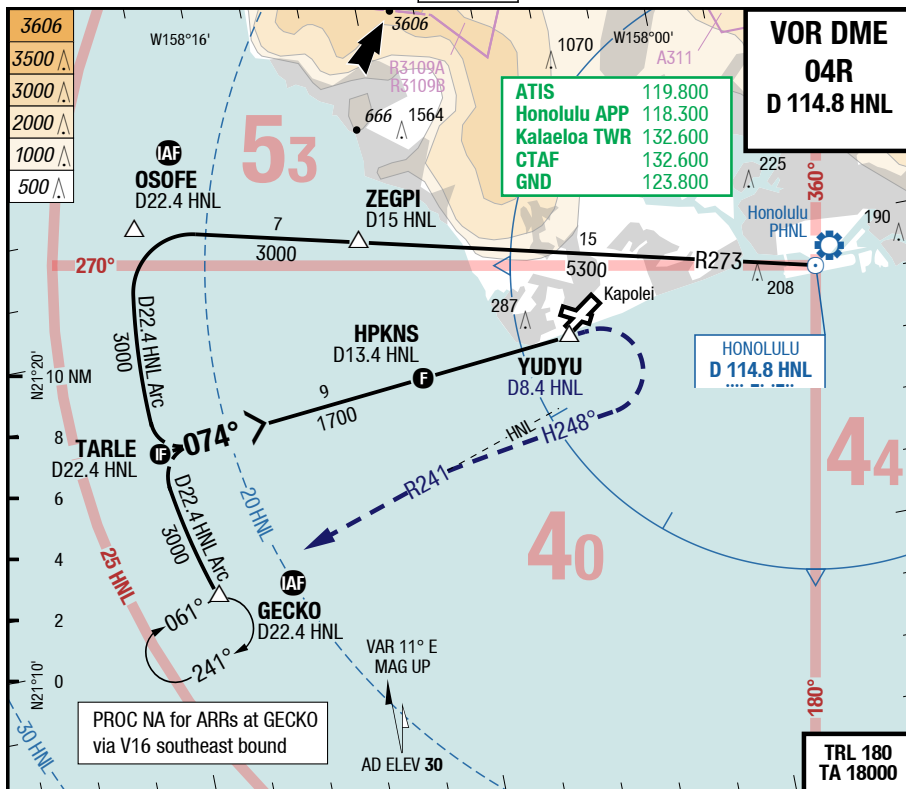 3606
3500
3000
2000
1000
500
W158°16'
3606
R3109A
R3109B
666
1564
1070
W158°00'
A311
VOR DME
04R
D 114.8 HNL
ATIS 119.800
Honolulu APP 118.300
Kalaeloa TWR 132.600
CTAF 132.600
GND 123.800
53
IAF
OSOFE
D22.4 HNL
ZEGPI
D15 HNL
225
360°
Honolulu
PHNL
190
7
3000
15
5300
R273
270°
208
287
Kapolei
D22.4 HNL Arc
3000
HPKNS
D13.4 HNL
F
YUDYU
D8.4 HNL
HONOLULU
D 114.8 HNL
N21°20'
10 NM
9
1700
074°
TARLE
D22.4 HNL
IF
HNL
H248°
R241
8
6
4
2
0
44
40
D22.4 HNL Arc
3000
20 HNL
25 HNL
IAF
GECKO
D22.4 HNL
061°
241°
N21°10'
VAR 11° E
MAG UP
180°
30 HNL
PROC NA for ARRs at GECKO
via V16 southeast bound
AD ELEV 30
TRL 180
TA 18000